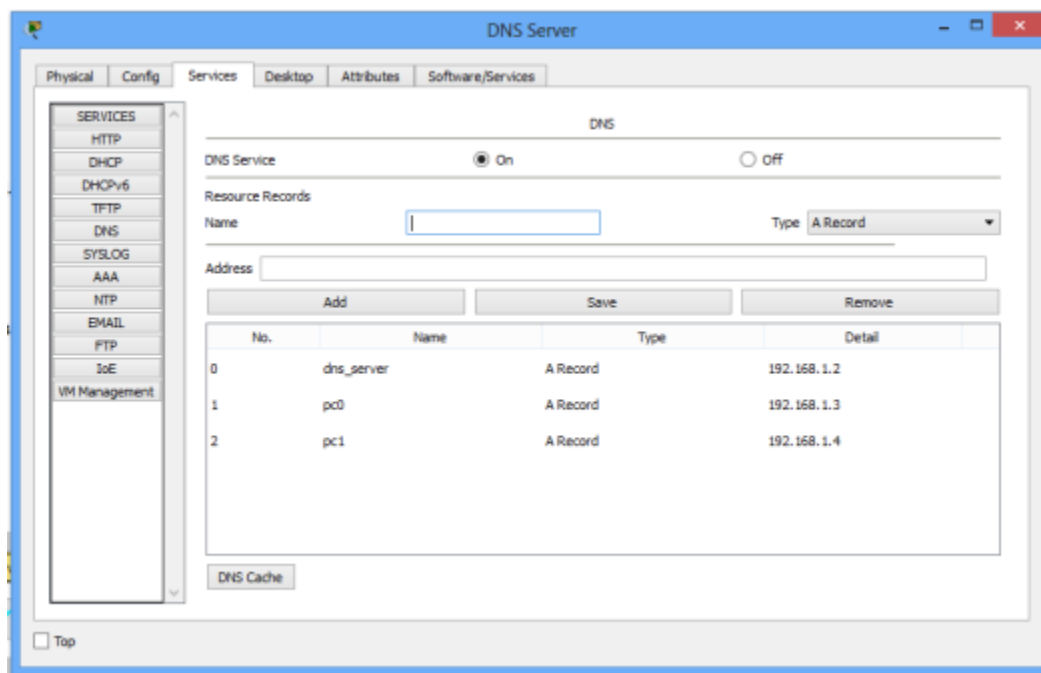 DNS Server
Physical Config Services Desktop Attributes Software/Services
SERVICES
HTTP
DHCP
DHCPv6
TFTP
DNS
SYSLOG
AAA
NTP
EMAIL
FTP
IoE
VM Management
DNS
DNS Service On Off
Resource Records
Name Type A Record
Address
Add Save Remove
No. Name Type Detail
0 dns_server A Record 192.168.1.2
1 pc0 A Record 192.168.1.3
2 pc1 A Record 192.168.1.4
DNS Cache
Top